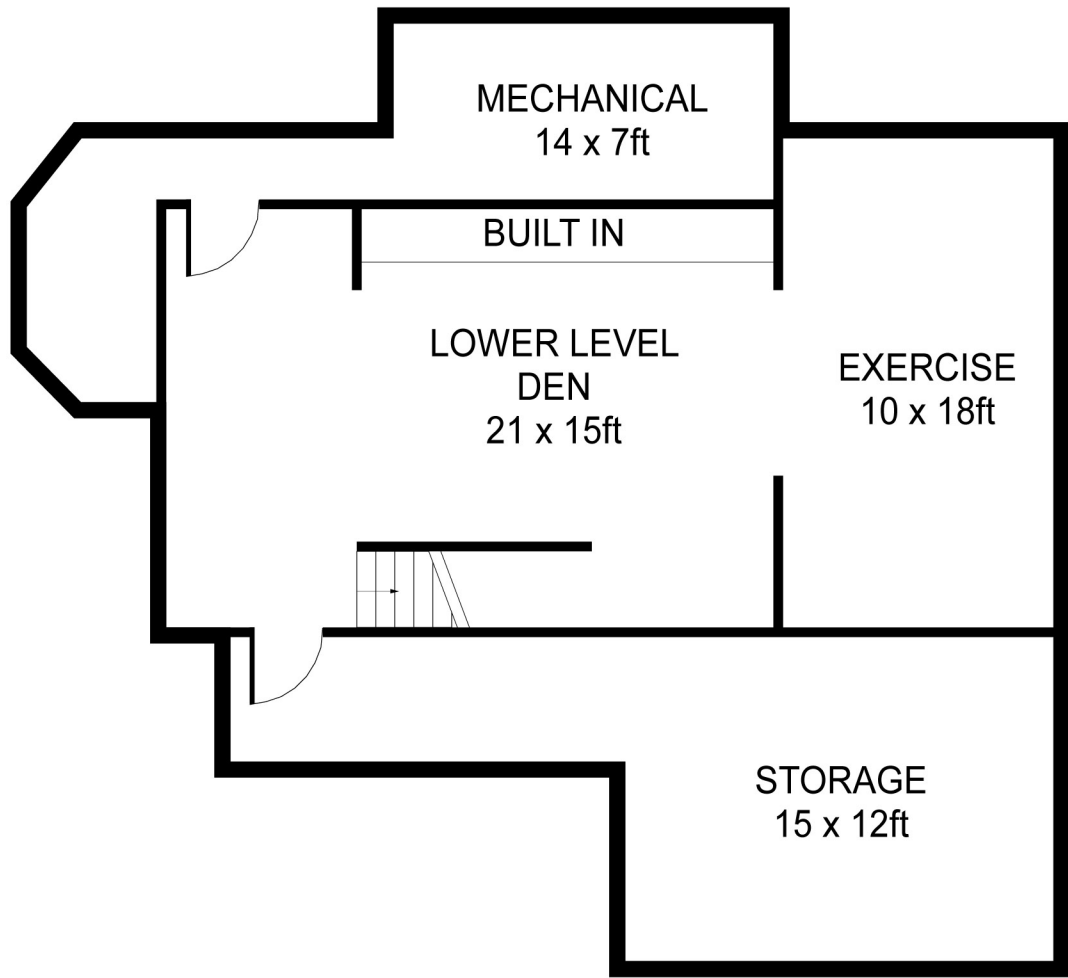 MECHANICAL
14 x 7ft
BUILT IN
LOWER LEVEL
DEN
21 x 15ft
EXERCISE
10 x 18ft
STORAGE
15 x 12ft